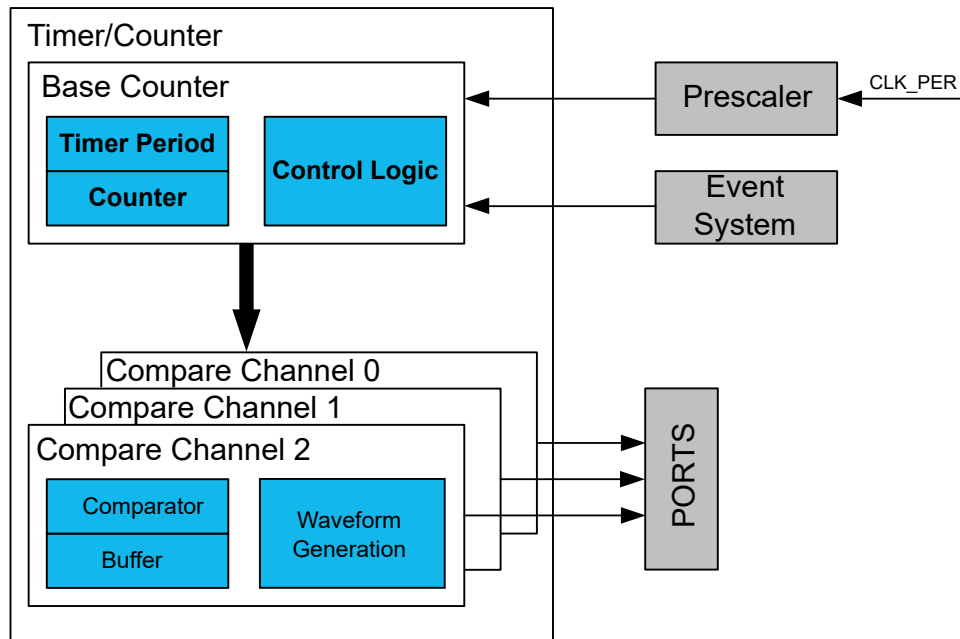 Timer/Counter
Base Counter
Timer Period
Counter
Control Logic
Prescaler
CLK_PER
Event
System
Compare Channel 0
Compare Channel 1
Compare Channel 2
Comparator
Buffer
Waveform
Generation
PORTS